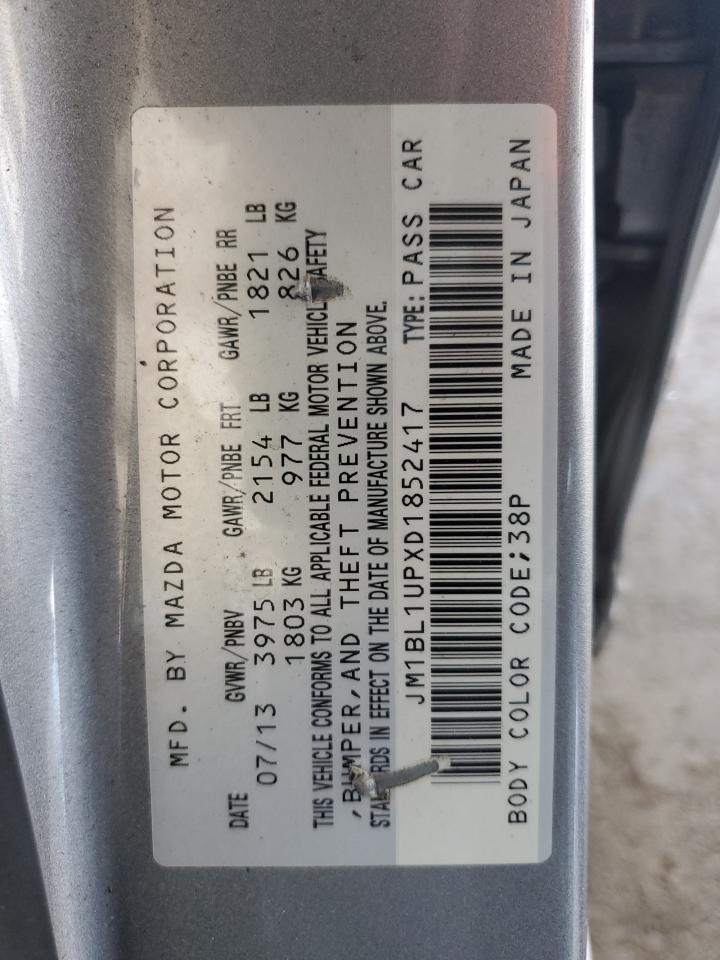 MFD. BY MAZDA MOTOR CORPORATION
DATE GVWR/PNBV GAWR/PNBE FRT GAWR/PNBE RR
07/13 3975 LB 2154 LB 1821 LB
1803 KG 977 KG 826 KG
THIS VEHICLE CONFORMS TO ALL APPLICABLE FEDERAL MOTOR VEHICLE SAFETY
,BUMPER,AND THEFT PREVENTION
STANDARDS IN EFFECT ON THE DATE OF MANUFACTURE SHOWN ABOVE.
JM1BL1UPXD1852417 TYPE:PASS CAR
BODY COLOR CODE;38P MADE IN JAPAN